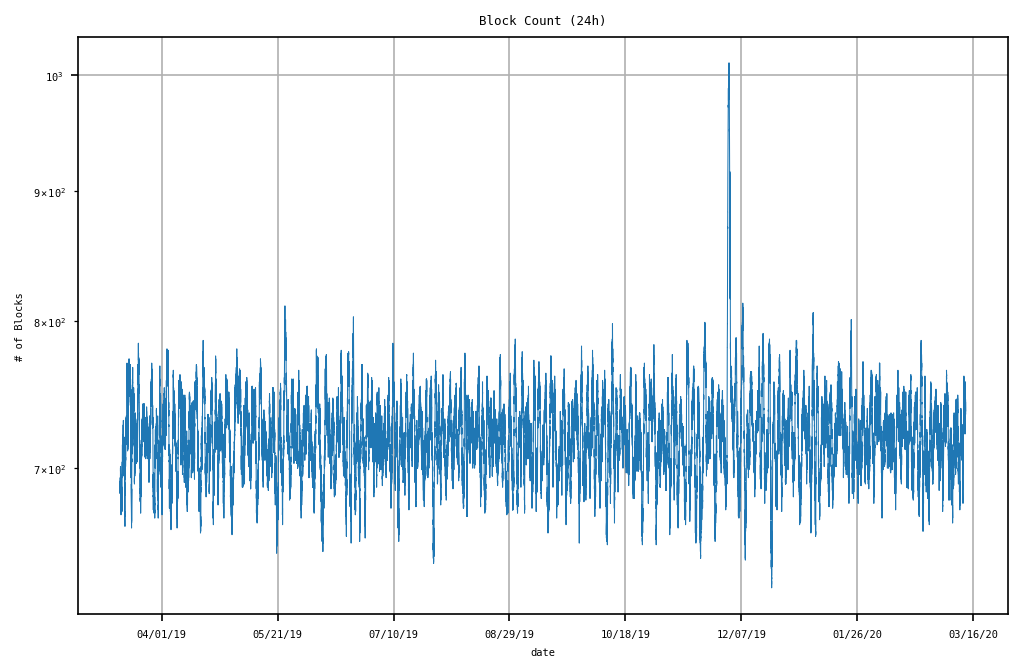 Block Count (24h)
10³
9×10²
8×10²
7×10²
# of Blocks
04/01/19 05/21/19 07/10/19 08/29/19 10/18/19 12/07/19 01/26/20 03/16/20
date